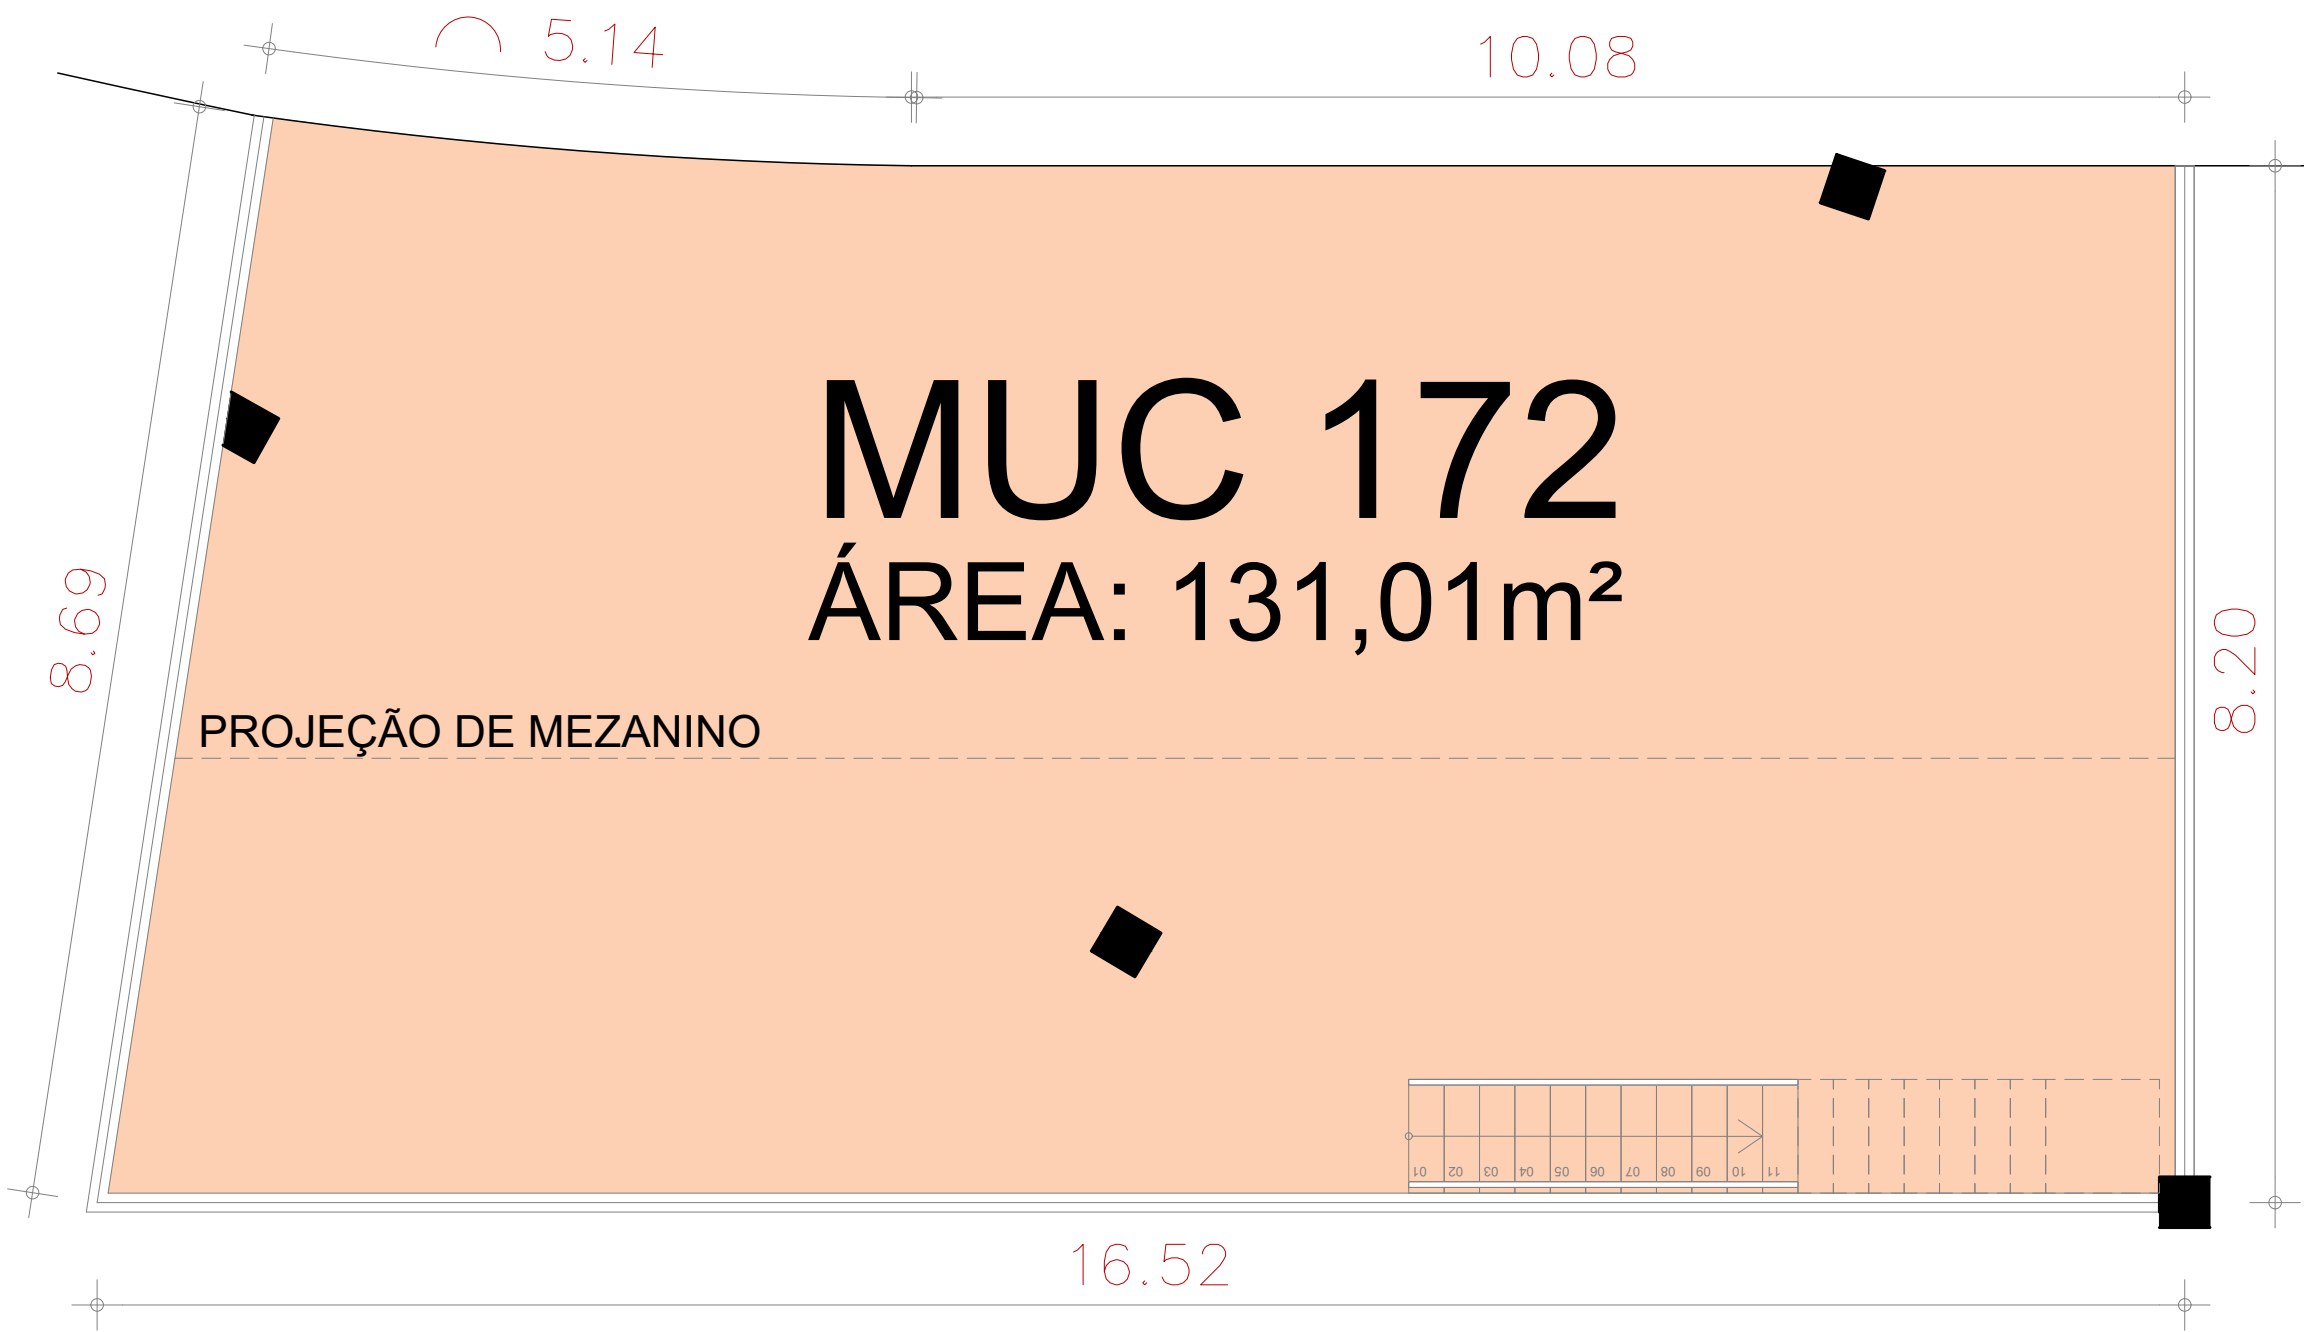 5.14
10.08
MUC 172
ÁREA: 131,01m²
8.69
8.20
PROJEÇÃO DE MEZANINO
01 02 03 04 05 06 07 08 09 10 11
16.52